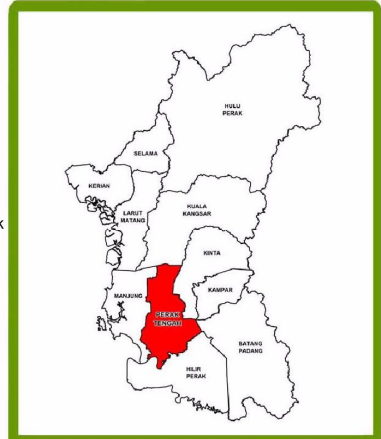 HULU
PERAK
SELAMA
KERIAN
LARUT
MATANG
KUALA
KANGSAR
KINTA
KAMPAR
MANJUNG
PERAK
TENGAH
BATANG
PADANG
HILIR
PERAK
K